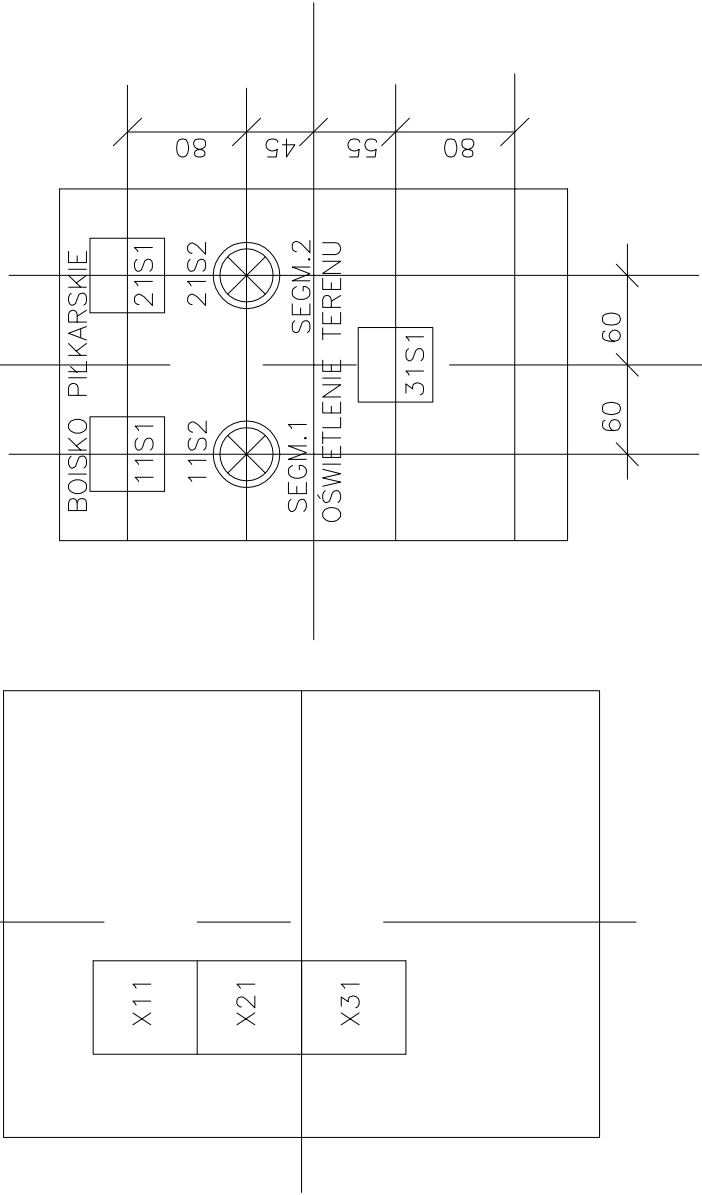 BOISKO PIŁKARSKIE
11S1
21S1
11S2
21S2
SEGM.1
SEGM.2
OŚWIETLENIE TERENU
31S1
80
45
55
80
60
60
X11
X21
X31